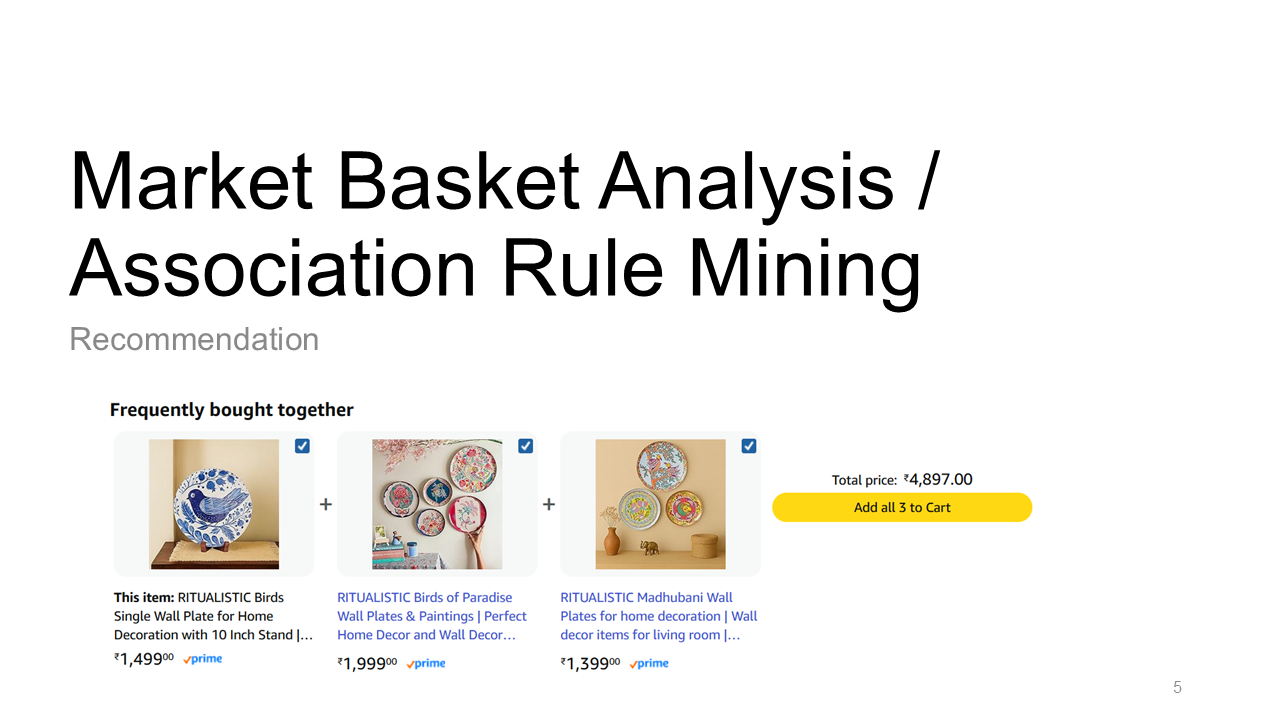 Market Basket Analysis /
Association Rule Mining
Recommendation
Frequently bought together
+
+
This item: RITUALISTIC Birds
Single Wall Plate for Home
Decoration with 10 Inch Stand |...
₹1,499.00 prime
RITUALISTIC Birds of Paradise
Wall Plates & Paintings | Perfect
Home Decor and Wall Decor...
₹1,999.00 prime
RITUALISTIC Madhubani Wall
Plates for home decoration | Wall
decor items for living room |...
₹1,399.00 prime
Total price: ₹4,897.00
Add all 3 to Cart
5